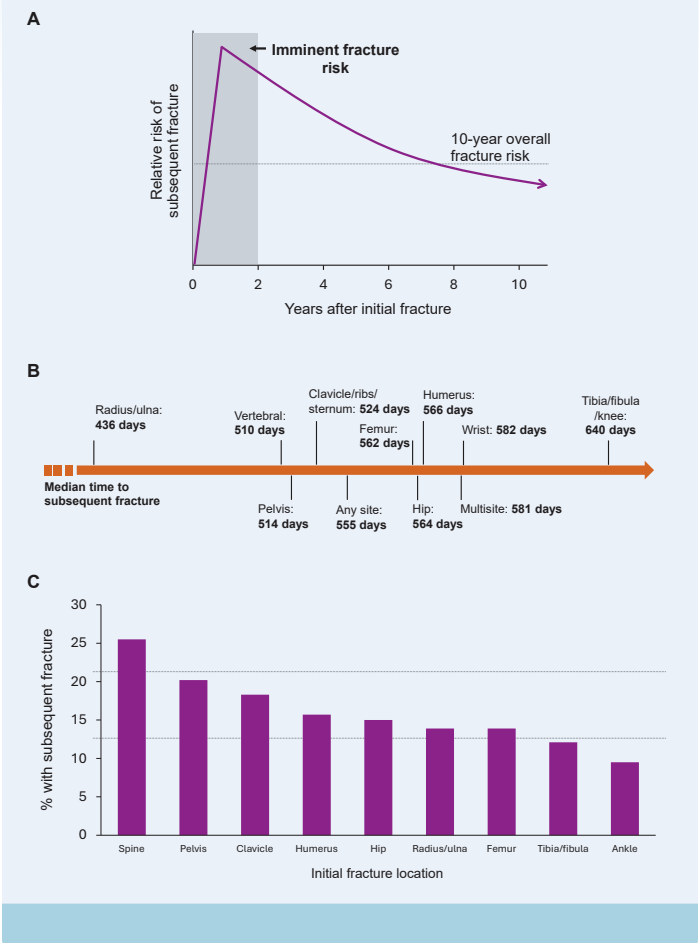 A
Imminent fracture
risk
Relative risk of
subsequent fracture
10-year overall
fracture risk
0 2 4 6 8 10
Years after initial fracture
B
Radius/ulna:
436 days
Vertebral:
510 days
Clavicle/ribs/
sternum: 524 days
Femur:
562 days
Humerus:
566 days
Wrist: 582 days
Tibia/fibula
/knee:
640 days
Median time to
subsequent fracture
Pelvis:
514 days
Any site:
555 days
Hip:
564 days
Multisite: 581 days
C
% with subsequent fracture
30
25
20
15
10
5
0
Spine Pelvis Clavicle Humerus Hip Radius/ulna Femur Tibia/fibula Ankle
Initial fracture location